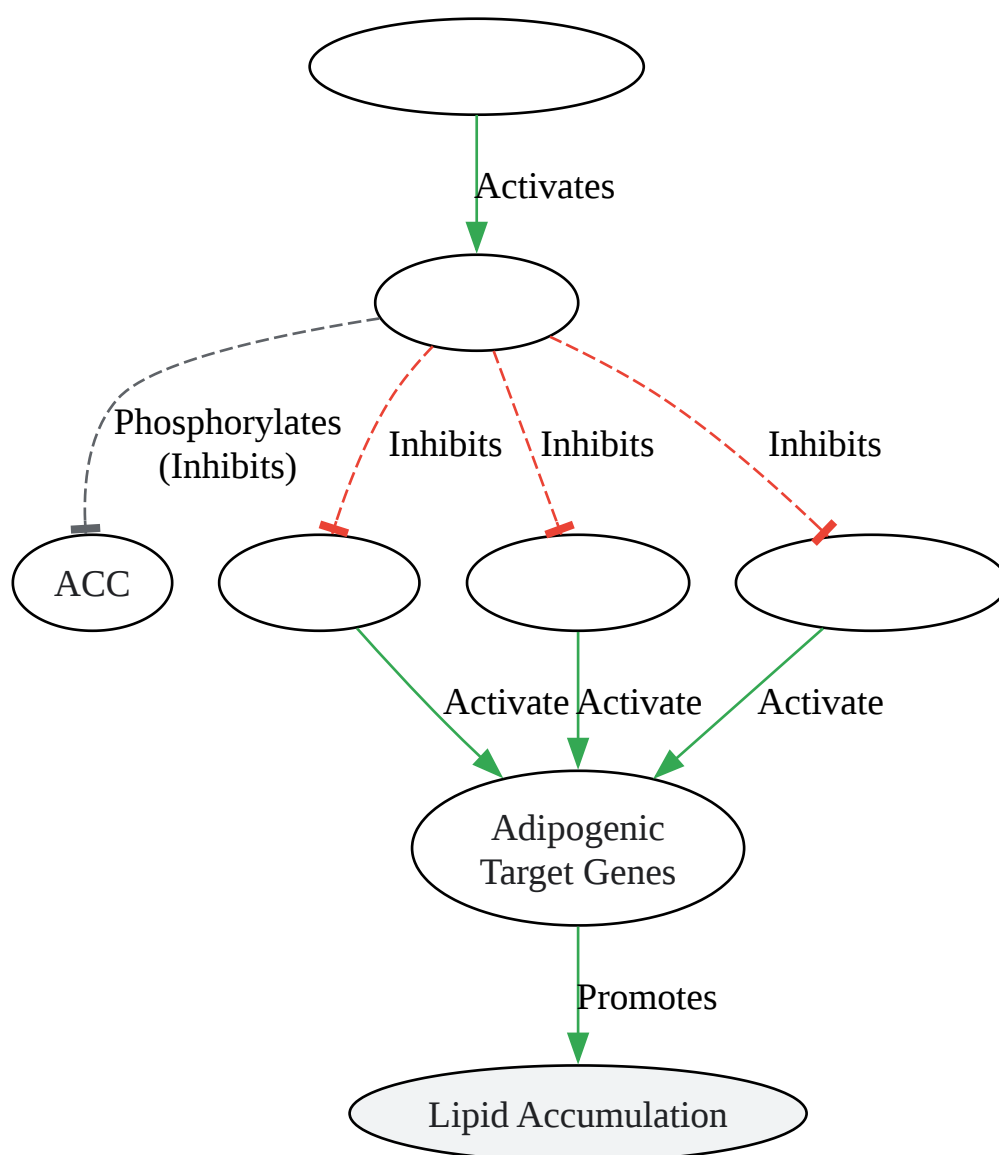 Activates
Phosphorylates
(Inhibits)
Inhibits
Inhibits
Inhibits
ACC
Activate
Activate
Activate
Adipogenic
Target Genes
Promotes
Lipid Accumulation